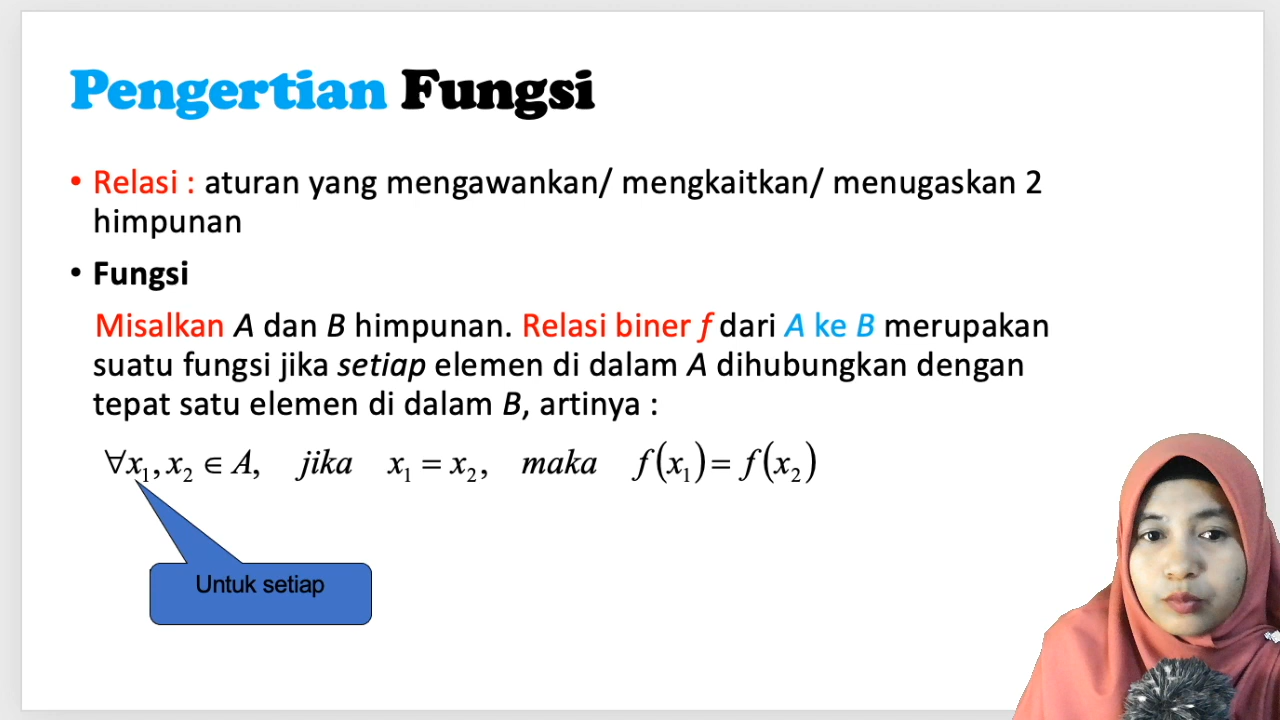 Pengertian Fungsi
• Relasi : aturan yang mengawankan/ mengkaitkan/ menugaskan 2
himpunan
• Fungsi
Misalkan A dan B himpunan. Relasi biner f dari A ke B merupakan
suatu fungsi jika setiap elemen di dalam A dihubungkan dengan
tepat satu elemen di dalam B, artinya :
∀x₁, x₂ ∈ A, jika x₁ = x₂, maka f(x₁) = f(x₂)
Untuk setiap